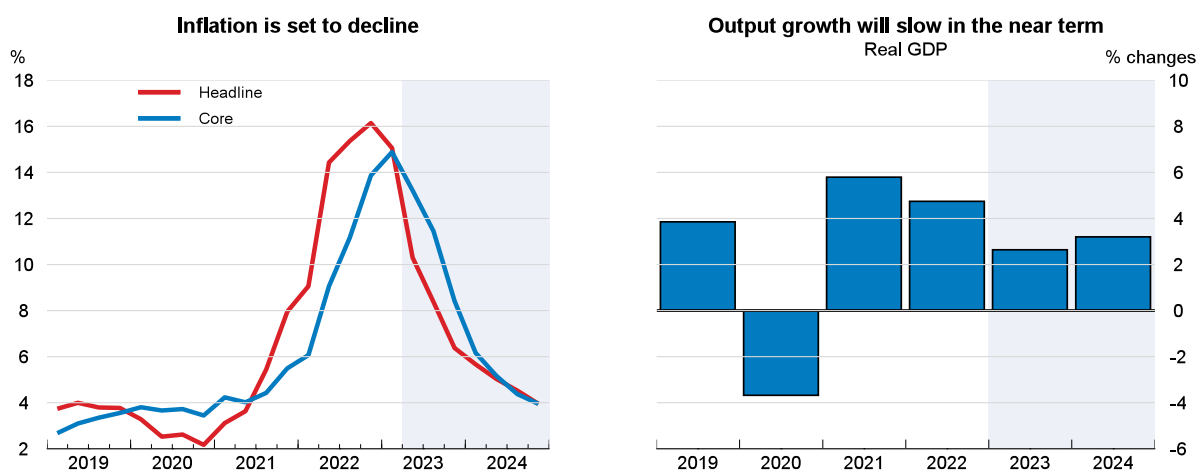 Inflation is set to decline
%
18
16
14
12
10
8
6
4
2
Headline
Core
2019 2020 2021 2022 2023 2024
Output growth will slow in the near term
Real GDP
% changes
10
8
6
4
2
0
-2
-4
-6
2019 2020 2021 2022 2023 2024